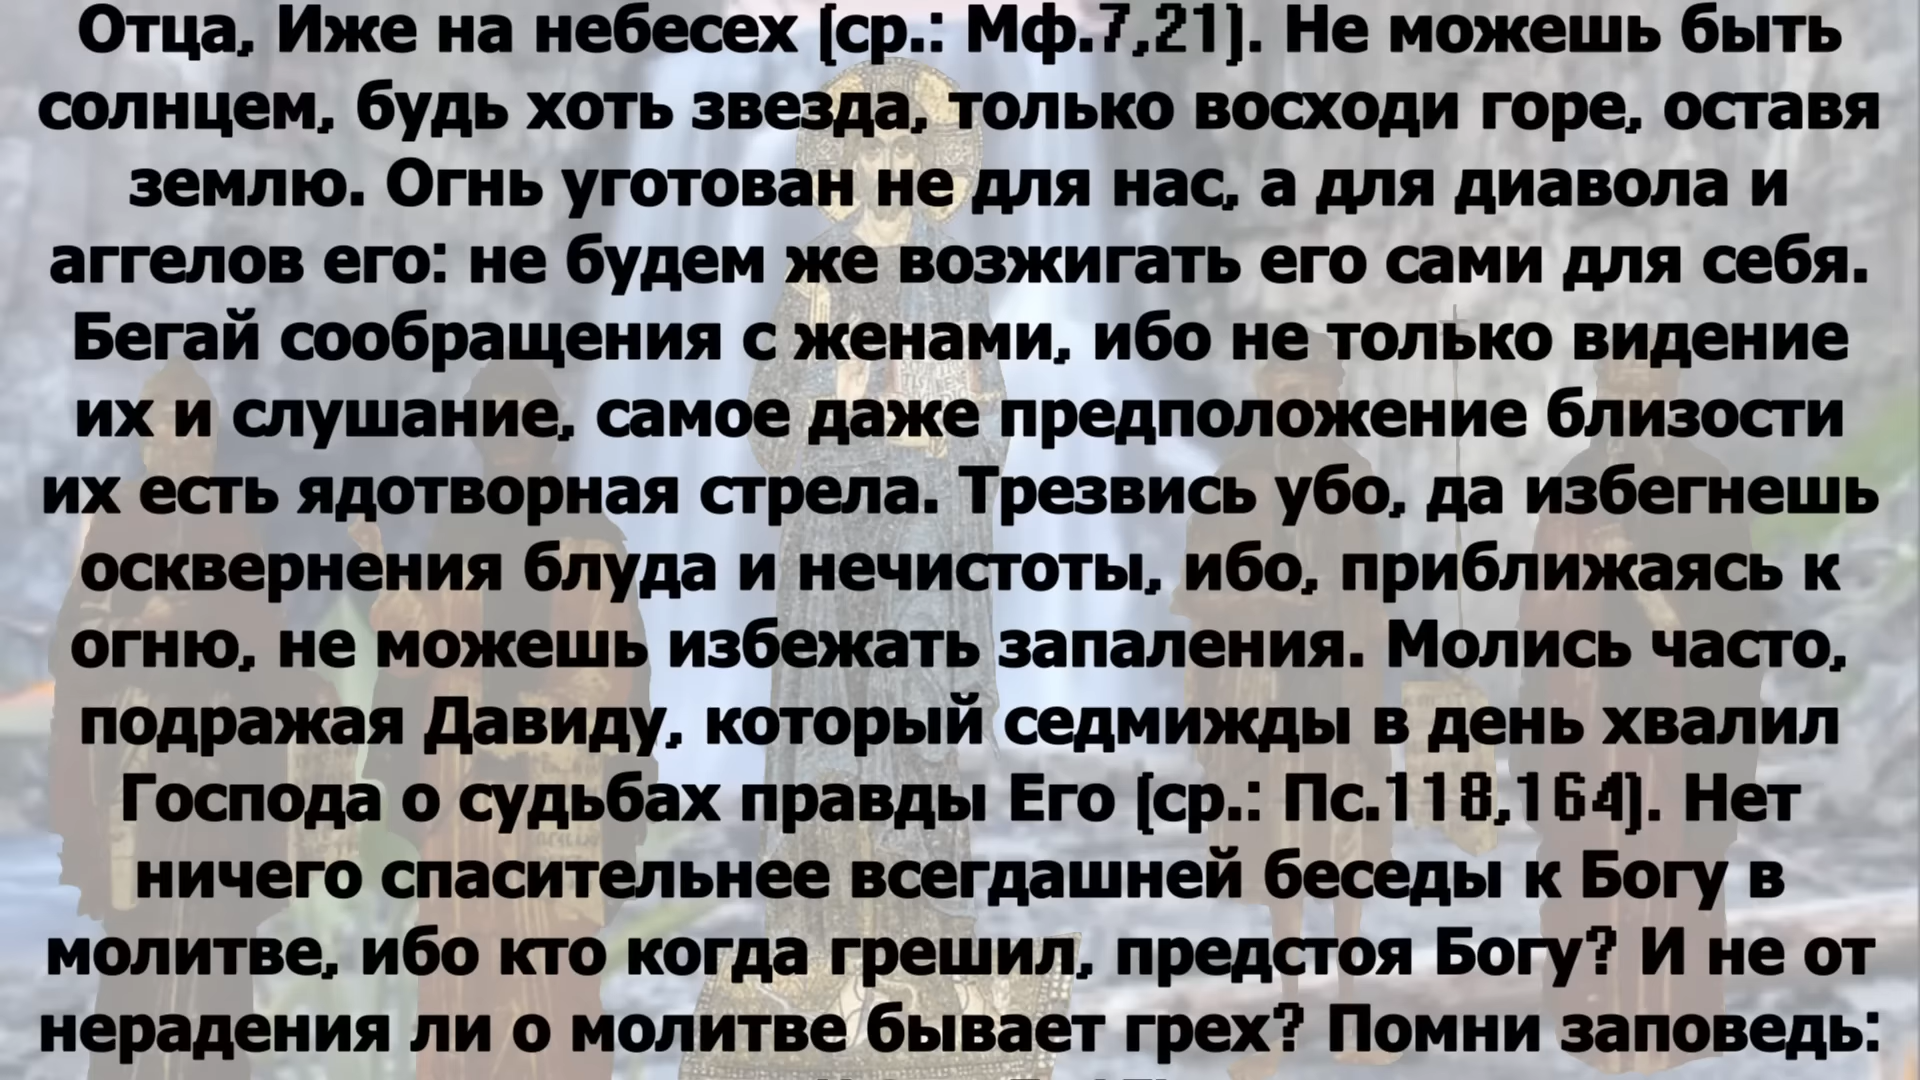 Отца, Иже на небесех (ср.: Мф.7,21). Не можешь быть
солнцем, будь хоть звезда, только восходи горе, оставя
землю. Огнь уготован не для нас, а для диавола и
аггелов его: не будем же возжигать его сами для себя.
Бегай сообращения с женами, ибо не только видение
их и слушание, самое даже предположение близости
их есть ядотворная стрела. Трезвись убо, да избегнешь
осквернения блуда и нечистоты, ибо, приближаясь к
огню, не можешь избежать запаления. Молись часто,
подражая Давиду, который седмижды в день хвалил
Господа о судьбах правды Его (ср.: Пс.118,164). Нет
ничего спасительнее всегдашней беседы к Богу в
молитве, ибо кто когда грешил, предстоя Богу? И не от
нерадения ли о молитве бывает грех? Помни заповедь: